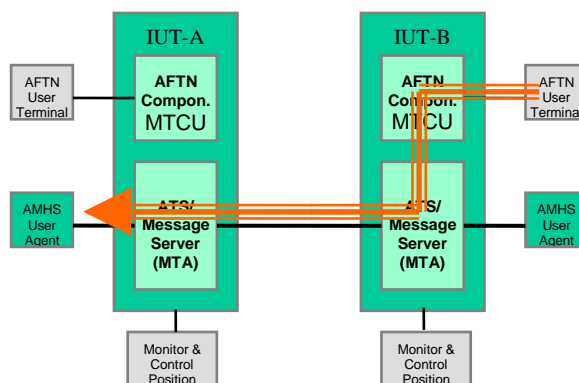 IUT-A
IUT-B
AFTN
User
Terminal
AFTN
Compon.
MTCU
AFTN
Compon.
MTCU
AFTN
User
Terminal
AMHS
User
Agent
ATS/
Message
Server
(MTA)
ATS/
Message
Server
(MTA)
AMHS
User
Agent
Monitor &
Control
Position
Monitor &
Control
Position